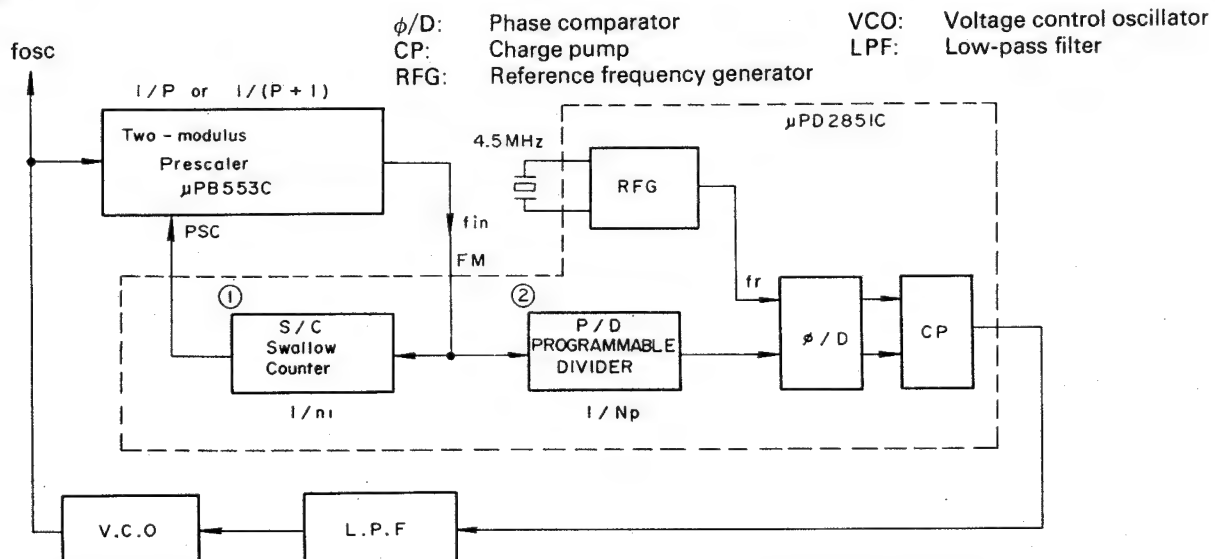 φ/D: Phase comparator
CP: Charge pump
RFG: Reference frequency generator
VCO: Voltage control oscillator
LPF: Low-pass filter
fosc
1/P or 1/(P+1)
Two-modulus
Prescaler
μPB553C
PSC
fin
FM
4.5MHz
RFG
μPD2851C
fr
①
S/C
Swallow
Counter
1/n1
②
P/D
PROGRAMMABLE
DIVIDER
1/Np
φ/D
CP
V.C.O
L.P.F